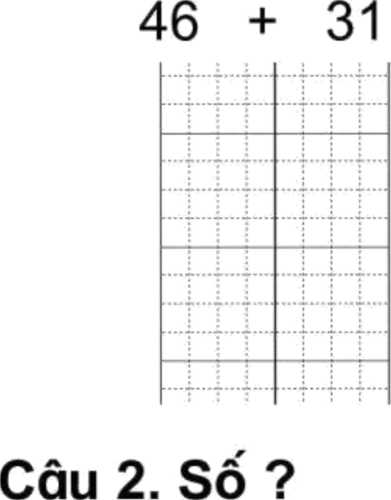 46 + 31
Câu 2. Số ?